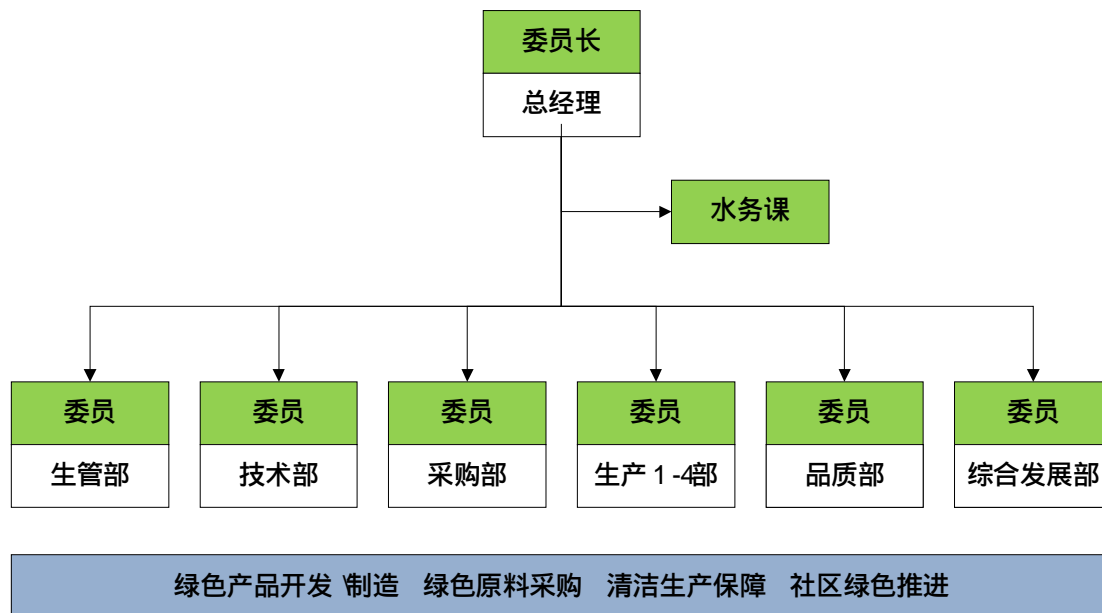 委员长
总经理
水务课
委员 委员 委员 委员 委员 委员
生管部 技术部 采购部 生产 1-4部 品质部 综合发展部
绿色产品开发\制造 绿色原料采购 清洁生产保障 社区绿色推进